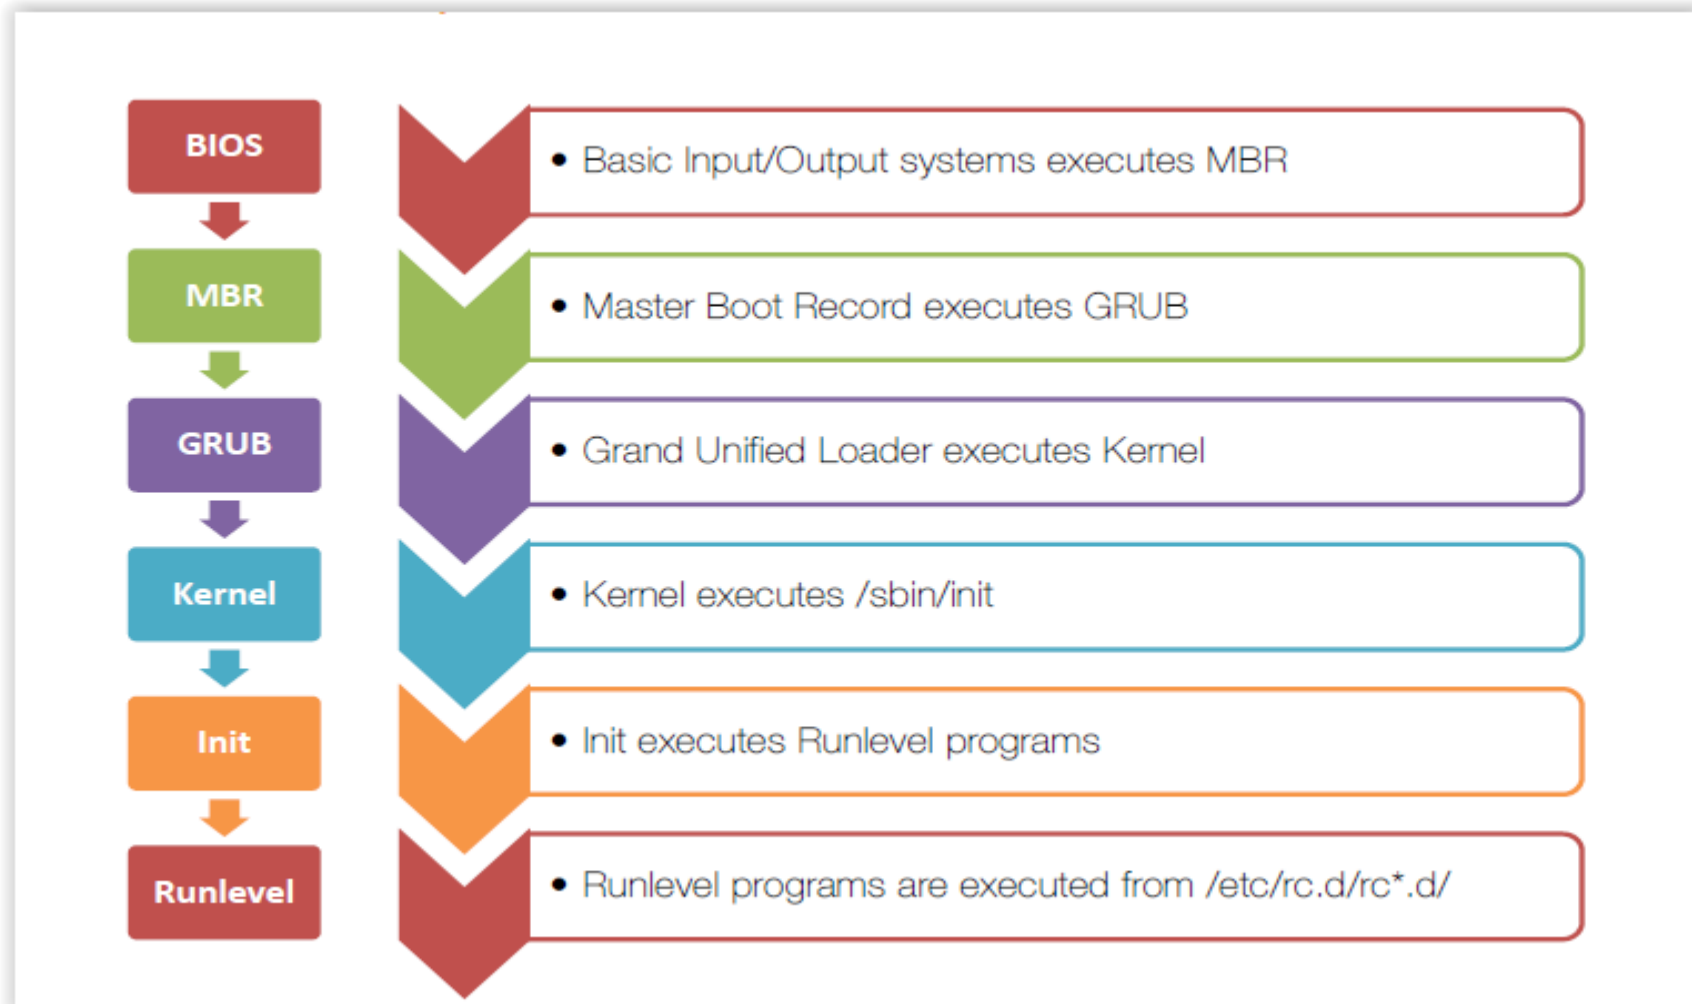 BIOS
• Basic Input/Output systems executes MBR
MBR
• Master Boot Record executes GRUB
GRUB
• Grand Unified Loader executes Kernel
Kernel
• Kernel executes /sbin/init
Init
• Init executes Runlevel programs
Runlevel
• Runlevel programs are executed from /etc/rc.d/rc*.d/